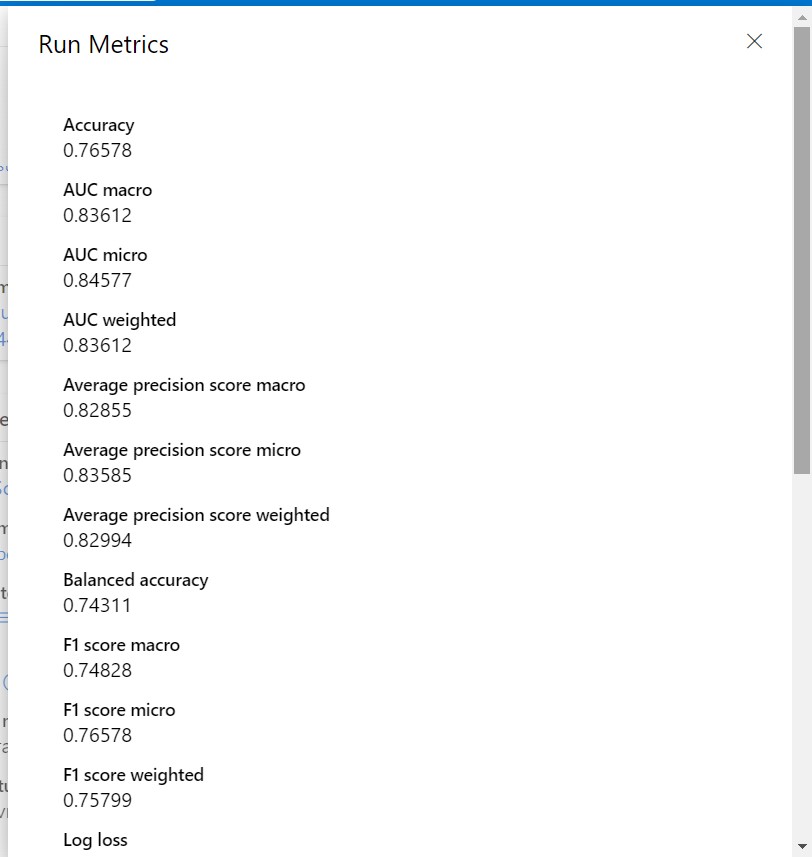 Run Metrics
Accuracy
0.76578
AUC macro
0.83612
AUC micro
0.84577
AUC weighted
0.83612
Average precision score macro
0.82855
Average precision score micro
0.83585
Average precision score weighted
0.82994
Balanced accuracy
0.74311
F1 score macro
0.74828
F1 score micro
0.76578
F1 score weighted
0.75799
Log loss